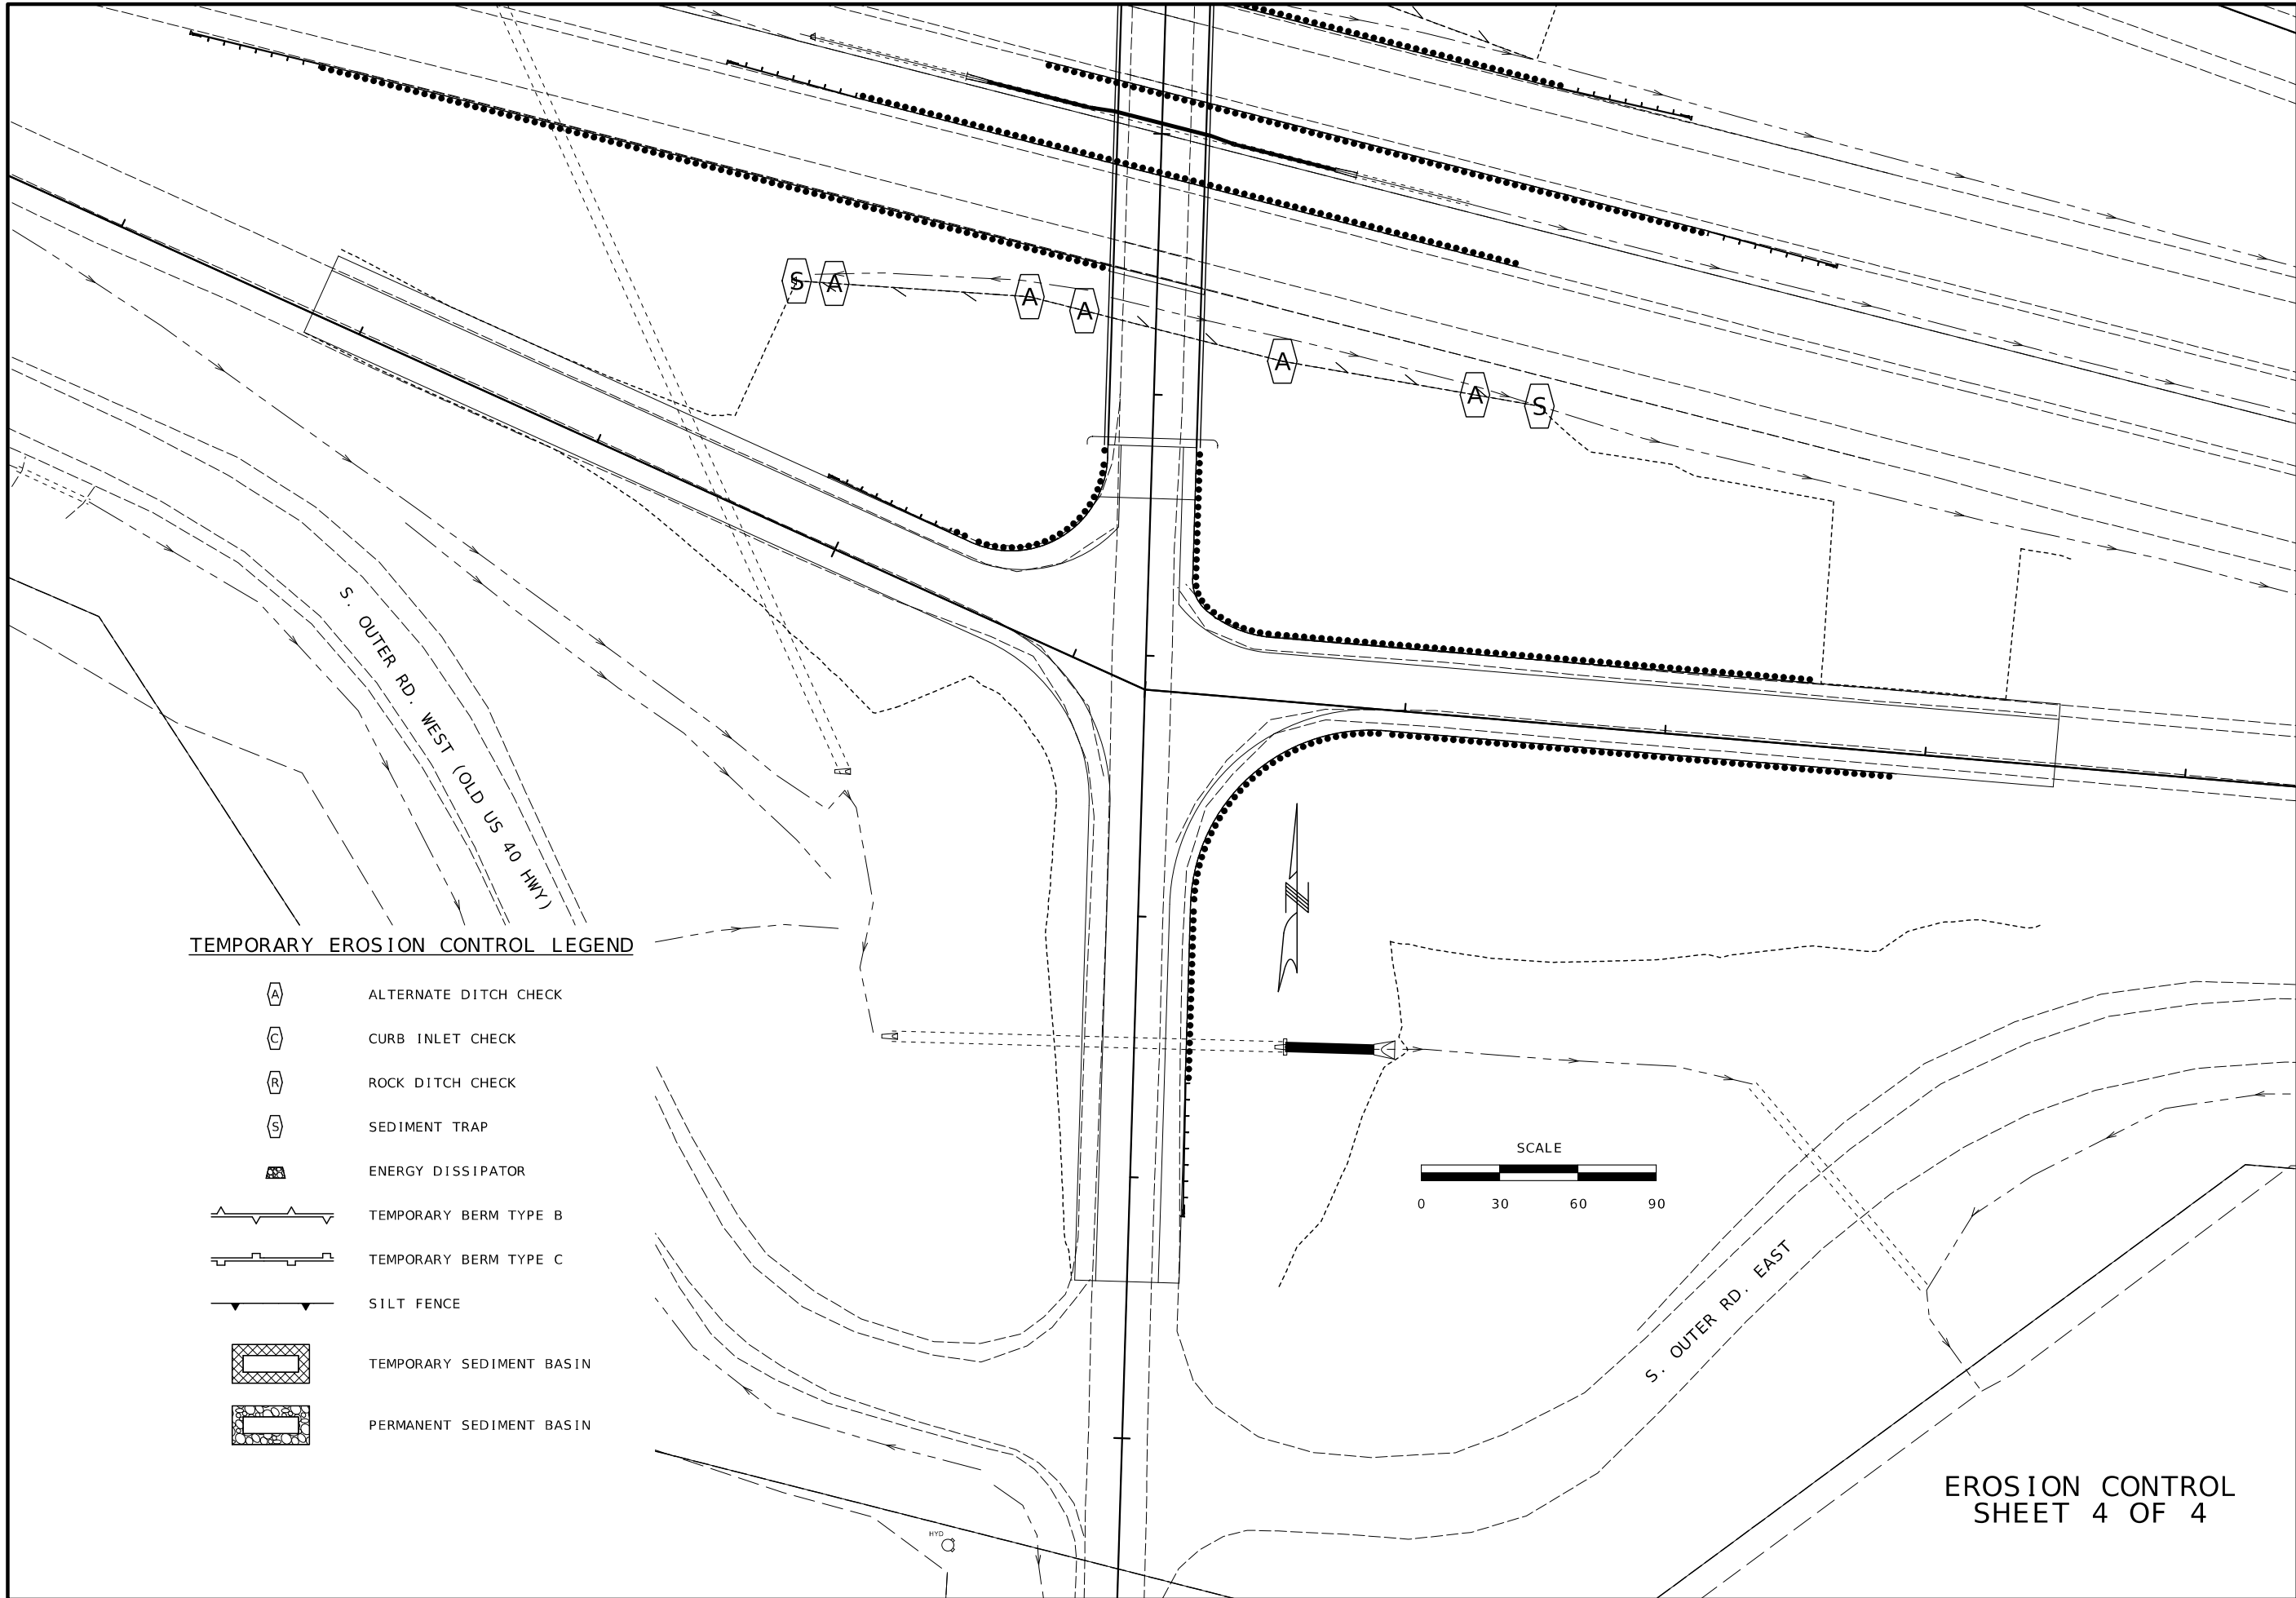 S A A A
A A S
S. OUTER RD. WEST (OLD US 40 HWY)
N
TEMPORARY EROSION CONTROL LEGEND
A ALTERNATE DITCH CHECK
C CURB INLET CHECK
R ROCK DITCH CHECK
S SEDIMENT TRAP
ENERGY DISSIPATOR
TEMPORARY BERM TYPE B
TEMPORARY BERM TYPE C
SILT FENCE
TEMPORARY SEDIMENT BASIN
PERMANENT SEDIMENT BASIN
SCALE
0 30 60 90
S. OUTER RD. EAST
HYD
EROSION CONTROL
SHEET 4 OF 4